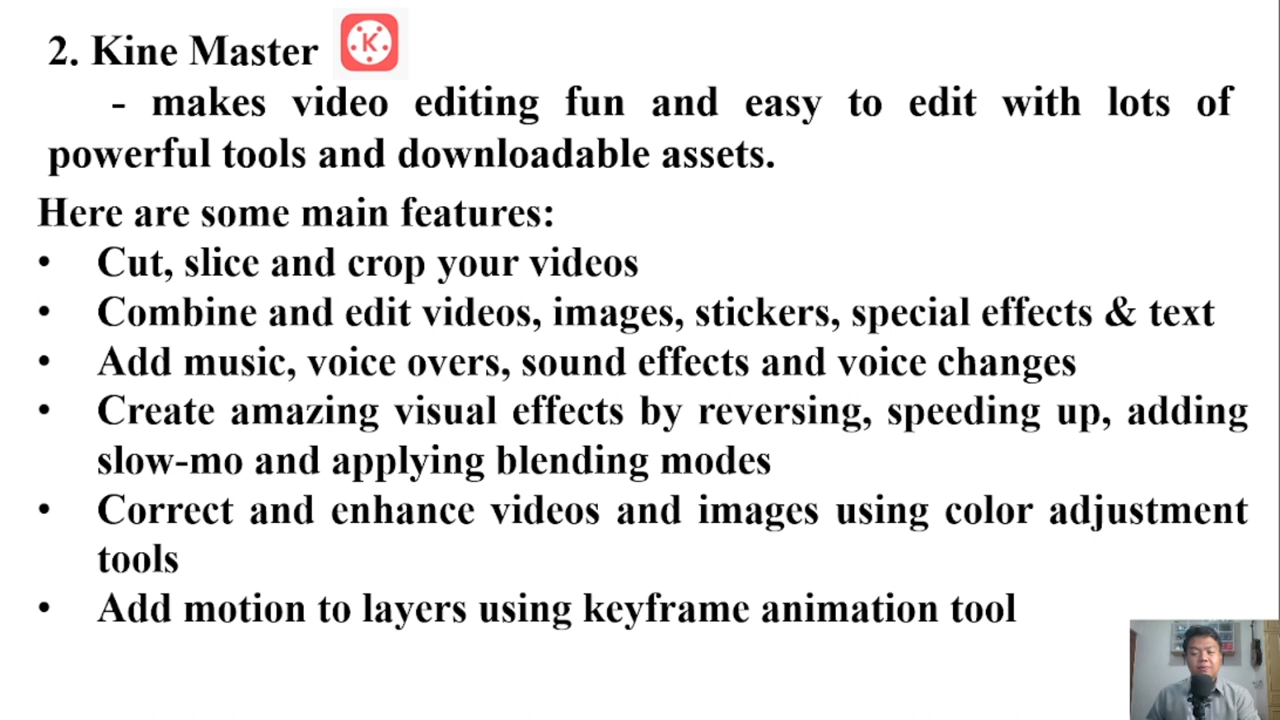 2. Kine Master
K
- makes video editing fun and easy to edit with lots of
powerful tools and downloadable assets.
Here are some main features:
• Cut, slice and crop your videos
• Combine and edit videos, images, stickers, special effects & text
• Add music, voice overs, sound effects and voice changes
• Create amazing visual effects by reversing, speeding up, adding
slow-mo and applying blending modes
• Correct and enhance videos and images using color adjustment
tools
• Add motion to layers using keyframe animation tool